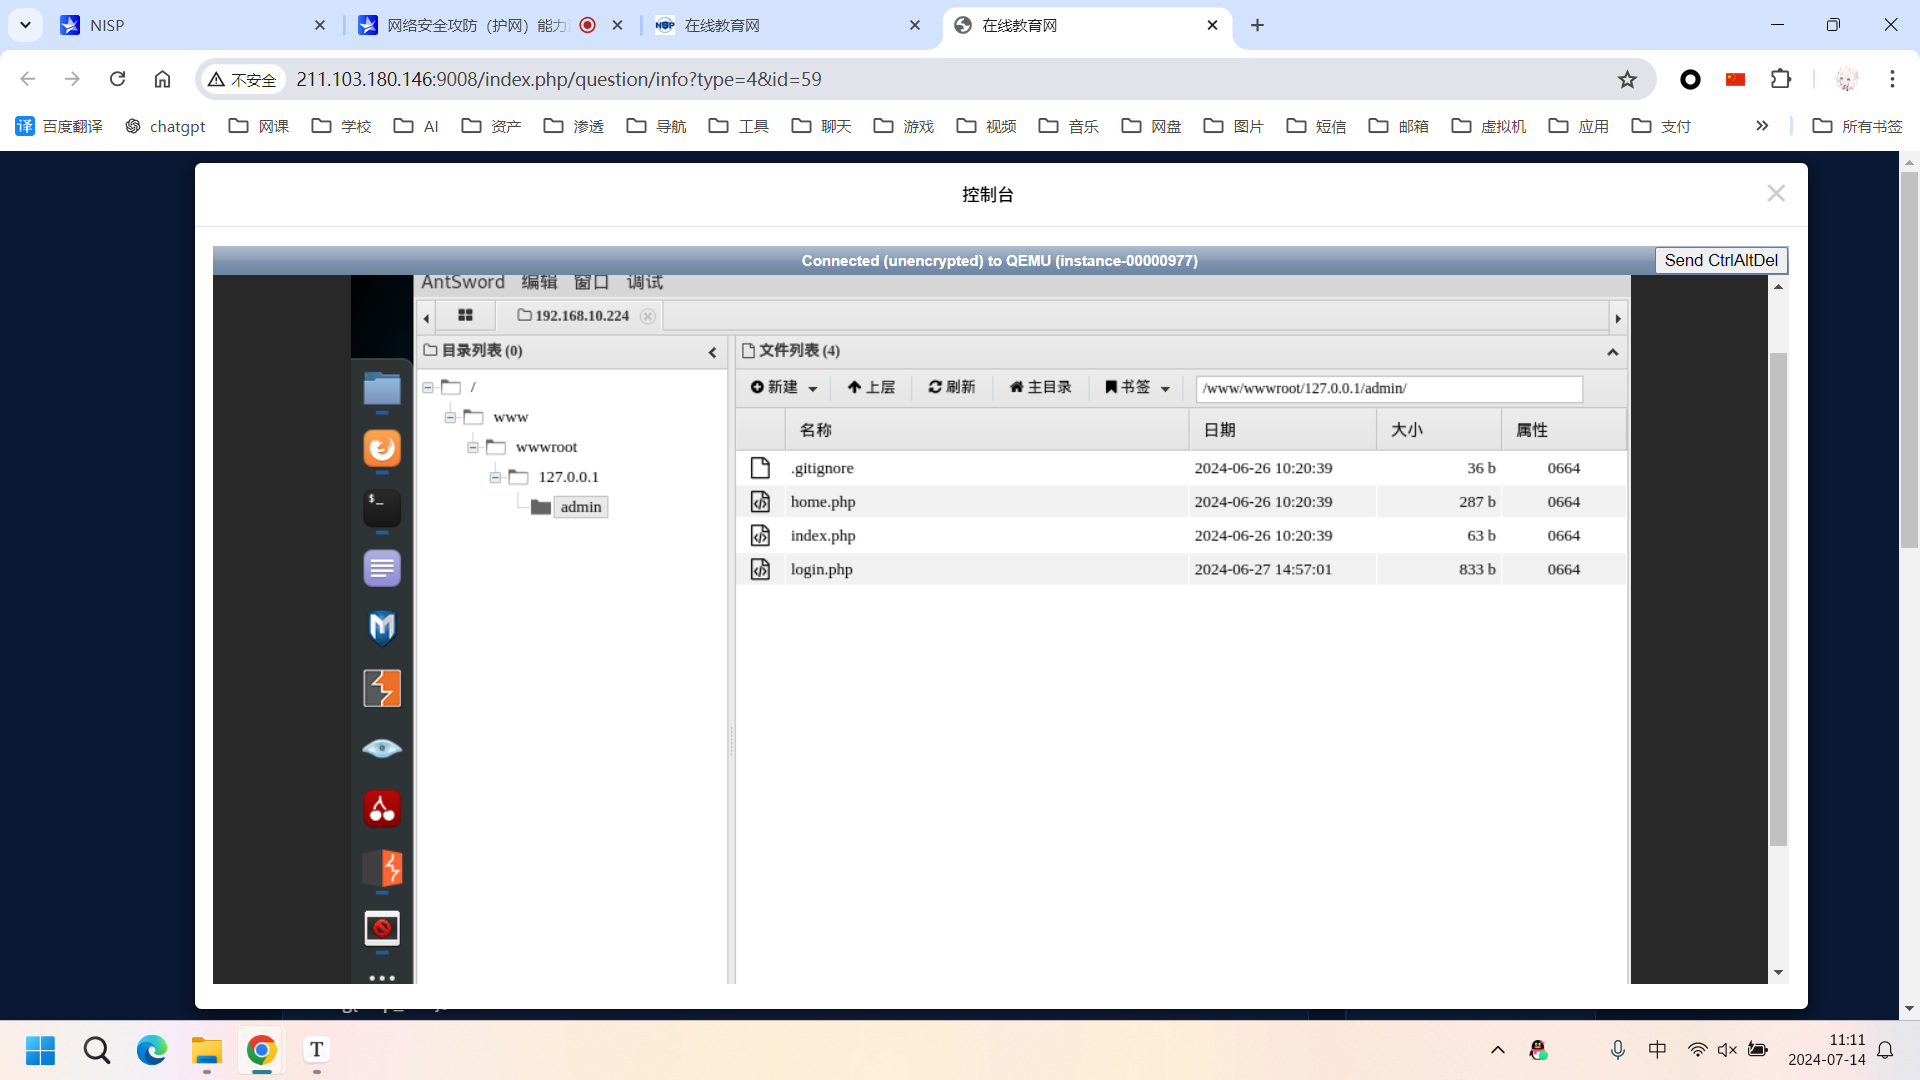 NISP
网络安全攻防（护网）能力
在线教育网
在线教育网
不安全
211.103.180.146:9008/index.php/question/info?type=4&id=59
百度翻译
chatgpt
网课
学校
AI
资产
渗透
导航
工具
聊天
游戏
视频
音乐
网盘
图片
短信
邮箱
虚拟机
应用
支付
所有书签
控制台
Connected (unencrypted) to QEMU (instance-00000977)
Send CtrlAltDel
AntSword 编辑 窗口 调试
192.168.10.224
目录列表 (0)
/
www
wwwroot
127.0.0.1
admin
文件列表 (4)
新建 上层 刷新 主目录 书签 /www/wwwroot/127.0.0.1/admin/
名称 日期 大小 属性
.gitignore 2024-06-26 10:20:39 36 b 0664
home.php 2024-06-26 10:20:39 287 b 0664
index.php 2024-06-26 10:20:39 63 b 0664
login.php 2024-06-27 14:57:01 833 b 0664
中
11:11
2024-07-14